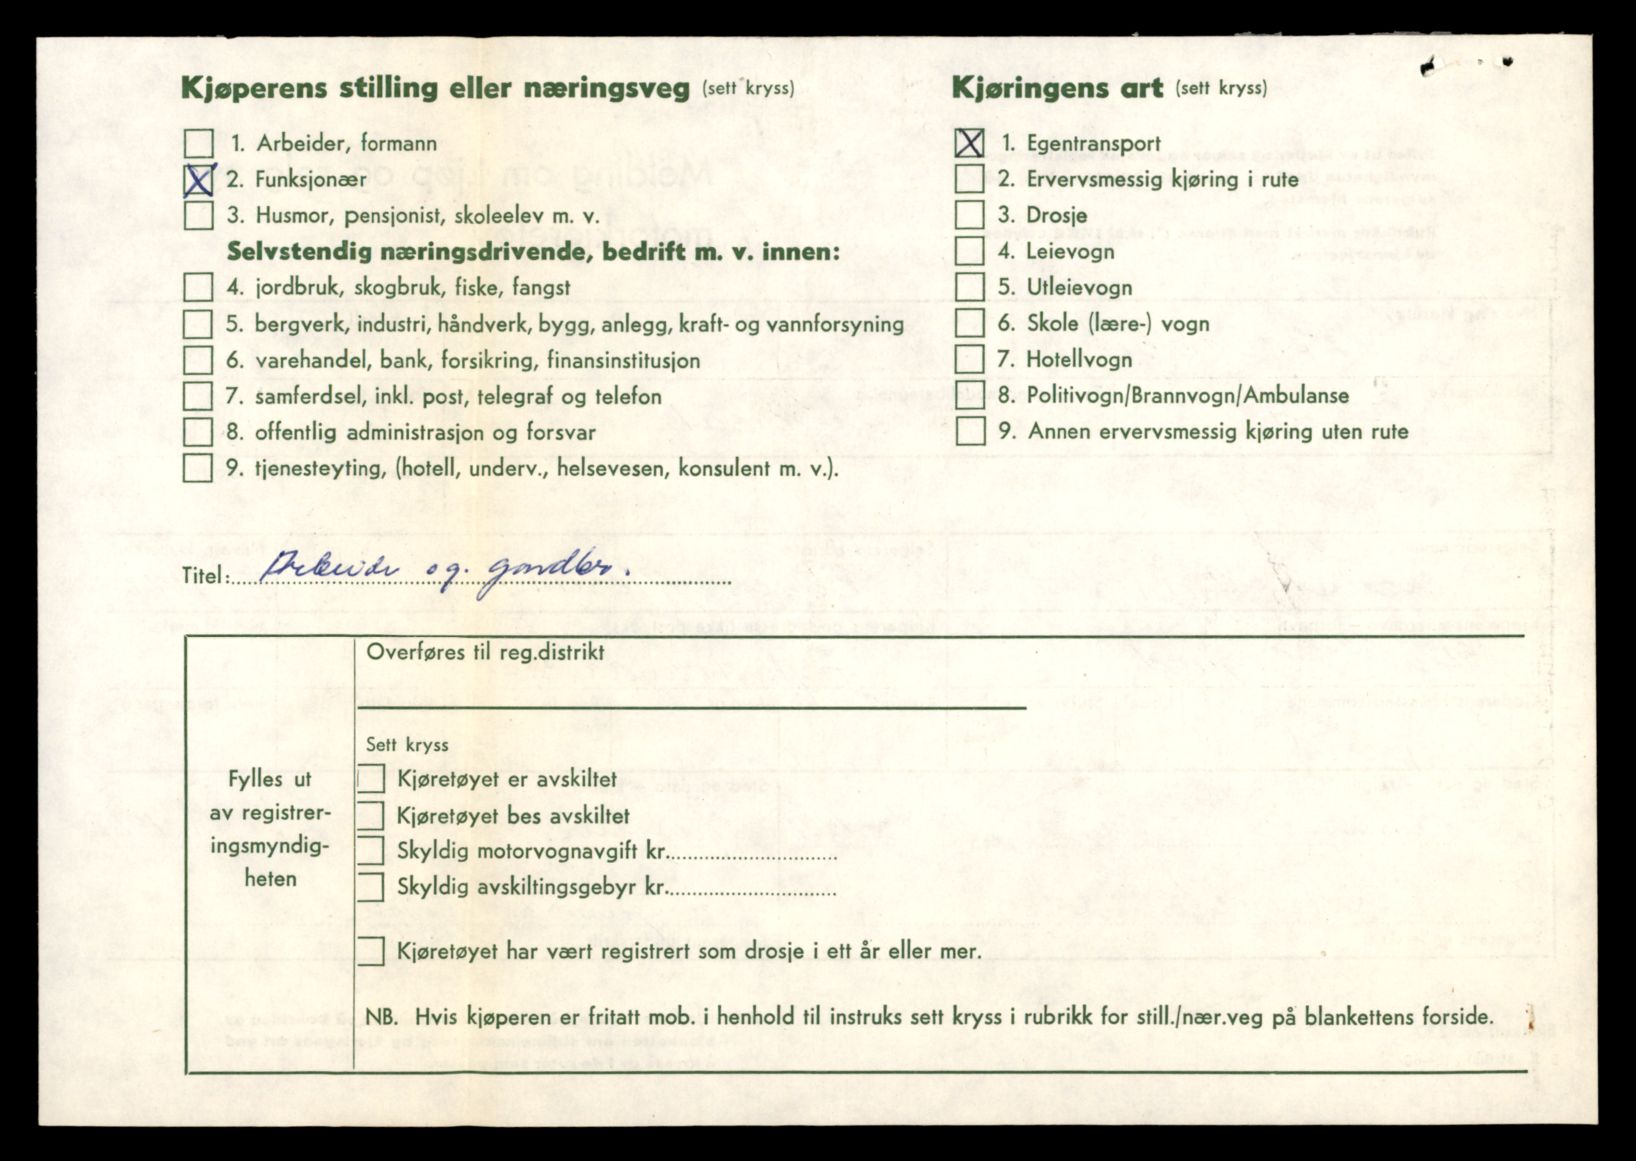 Kjøperens stilling eller næringsveg (sett kryss)
1. Arbeider, formann
2. Funksjonær
3. Husmor, pensjonist, skoleelev m. v.
Selvstendig næringsdrivende, bedrift m. v. innen:
4. jordbruk, skogbruk, fiske, fangst
5. bergverk, industri, håndverk, bygg, anlegg, kraft- og vannforsyning
6. varehandel, bank, forsikring, finansinstitusjon
7. samferdsel, inkl. post, telegraf og telefon
8. offentlig administrasjon og forsvar
9. tjenesteyting, (hotell, underv., helsevesen, konsulent m. v.).
Kjøringens art (sett kryss)
1. Egentransport
2. Ervervsmessig kjøring i rute
3. Drosje
4. Leievogn
5. Utleievogn
6. Skole (lære-) vogn
7. Hotellvogn
8. Politivogn/Brannvogn/Ambulanse
9. Annen ervervsmessig kjøring uten rute
Titel: og
Fylles ut
av registrer-
ingsmyndig-
heten
Overføres til reg.distrikt
Sett kryss
Kjøretøyet er avskiltet
Kjøretøyet bes avskiltet
Skyldig motorvognavgift kr.
Skyldig avskiltingsgebyr kr.
Kjøretøyet har vært registrert som drosje i ett år eller mer.
NB. Hvis kjøperen er fritatt mob. i henhold til instruks sett kryss i rubrikk for still./nær.veg på blankettens forside.